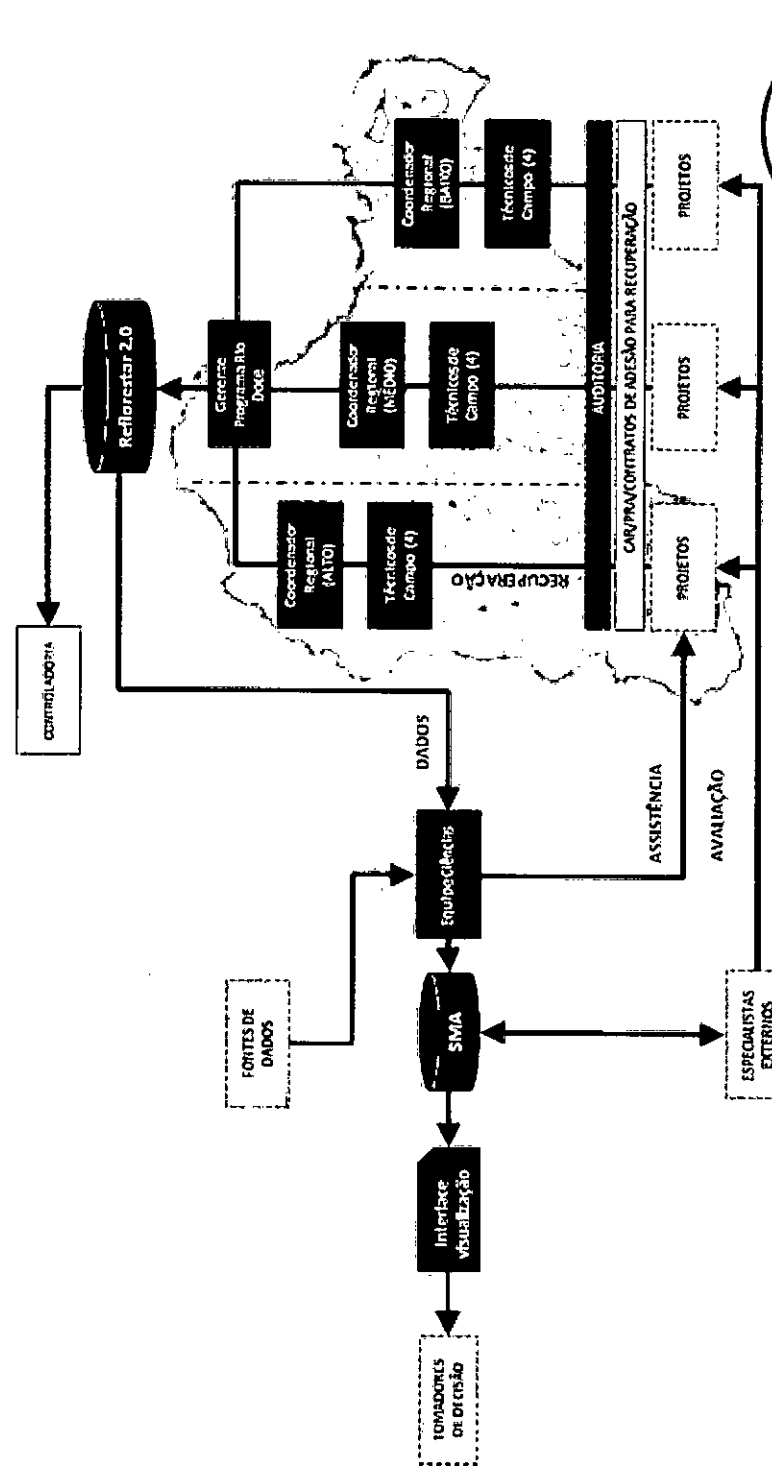 CONTROLADORIA
Reflorestar 2.0
Gerente
Programa Rio
Doce
Coordenador
Regional
(ALTO)
Coordenador
Regional
(MÉDIO)
Coordenador
Regional
(BAIXO)
Técnicos de
Campo (4)
Técnicos de
Campo (4)
Técnicos de
Campo (4)
RECUPERAÇÃO
AUDITORIA
CAR/PRA/CONTRATOS DE ADESÃO PARA RECUPERAÇÃO
PROJETOS
PROJETOS
PROJETOS
FONTES DE
DADOS
DADOS
TOMADORES
DE DECISÃO
Interface
visualização
SMA
Equipe Ciências
ASSISTÊNCIA
AVALIAÇÃO
ESPECIALISTAS
EXTERNOS